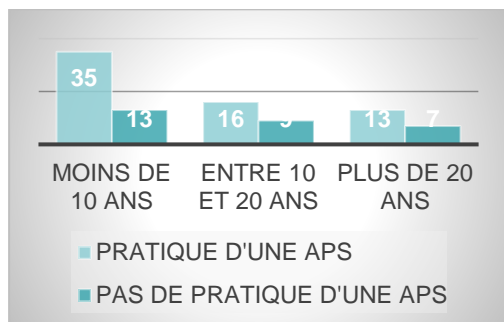 35
13
16
9
13
7
MOINS DE
10 ANS
ENTRE 10
ET 20 ANS
PLUS DE 20
ANS
PRATIQUE D'UNE APS
PAS DE PRATIQUE D'UNE APS